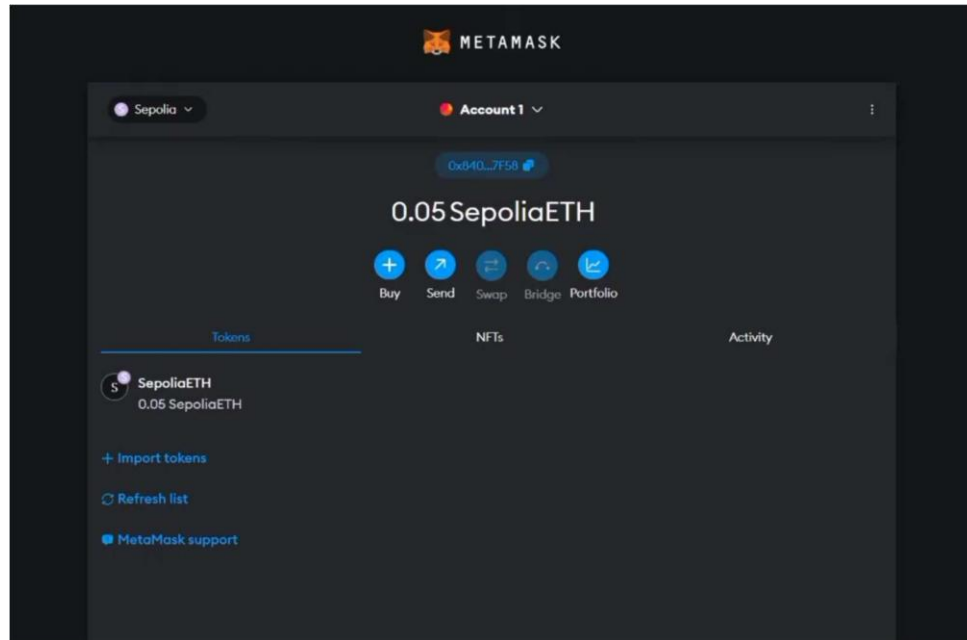 METAMASK
Sepolia
Account 1
0x840...7F58
0.05 SepoliaETH
Buy Send Swap Bridge Portfolio
Tokens NFTs Activity
S SepoliaETH
0.05 SepoliaETH
+ Import tokens
Refresh list
MetaMask support